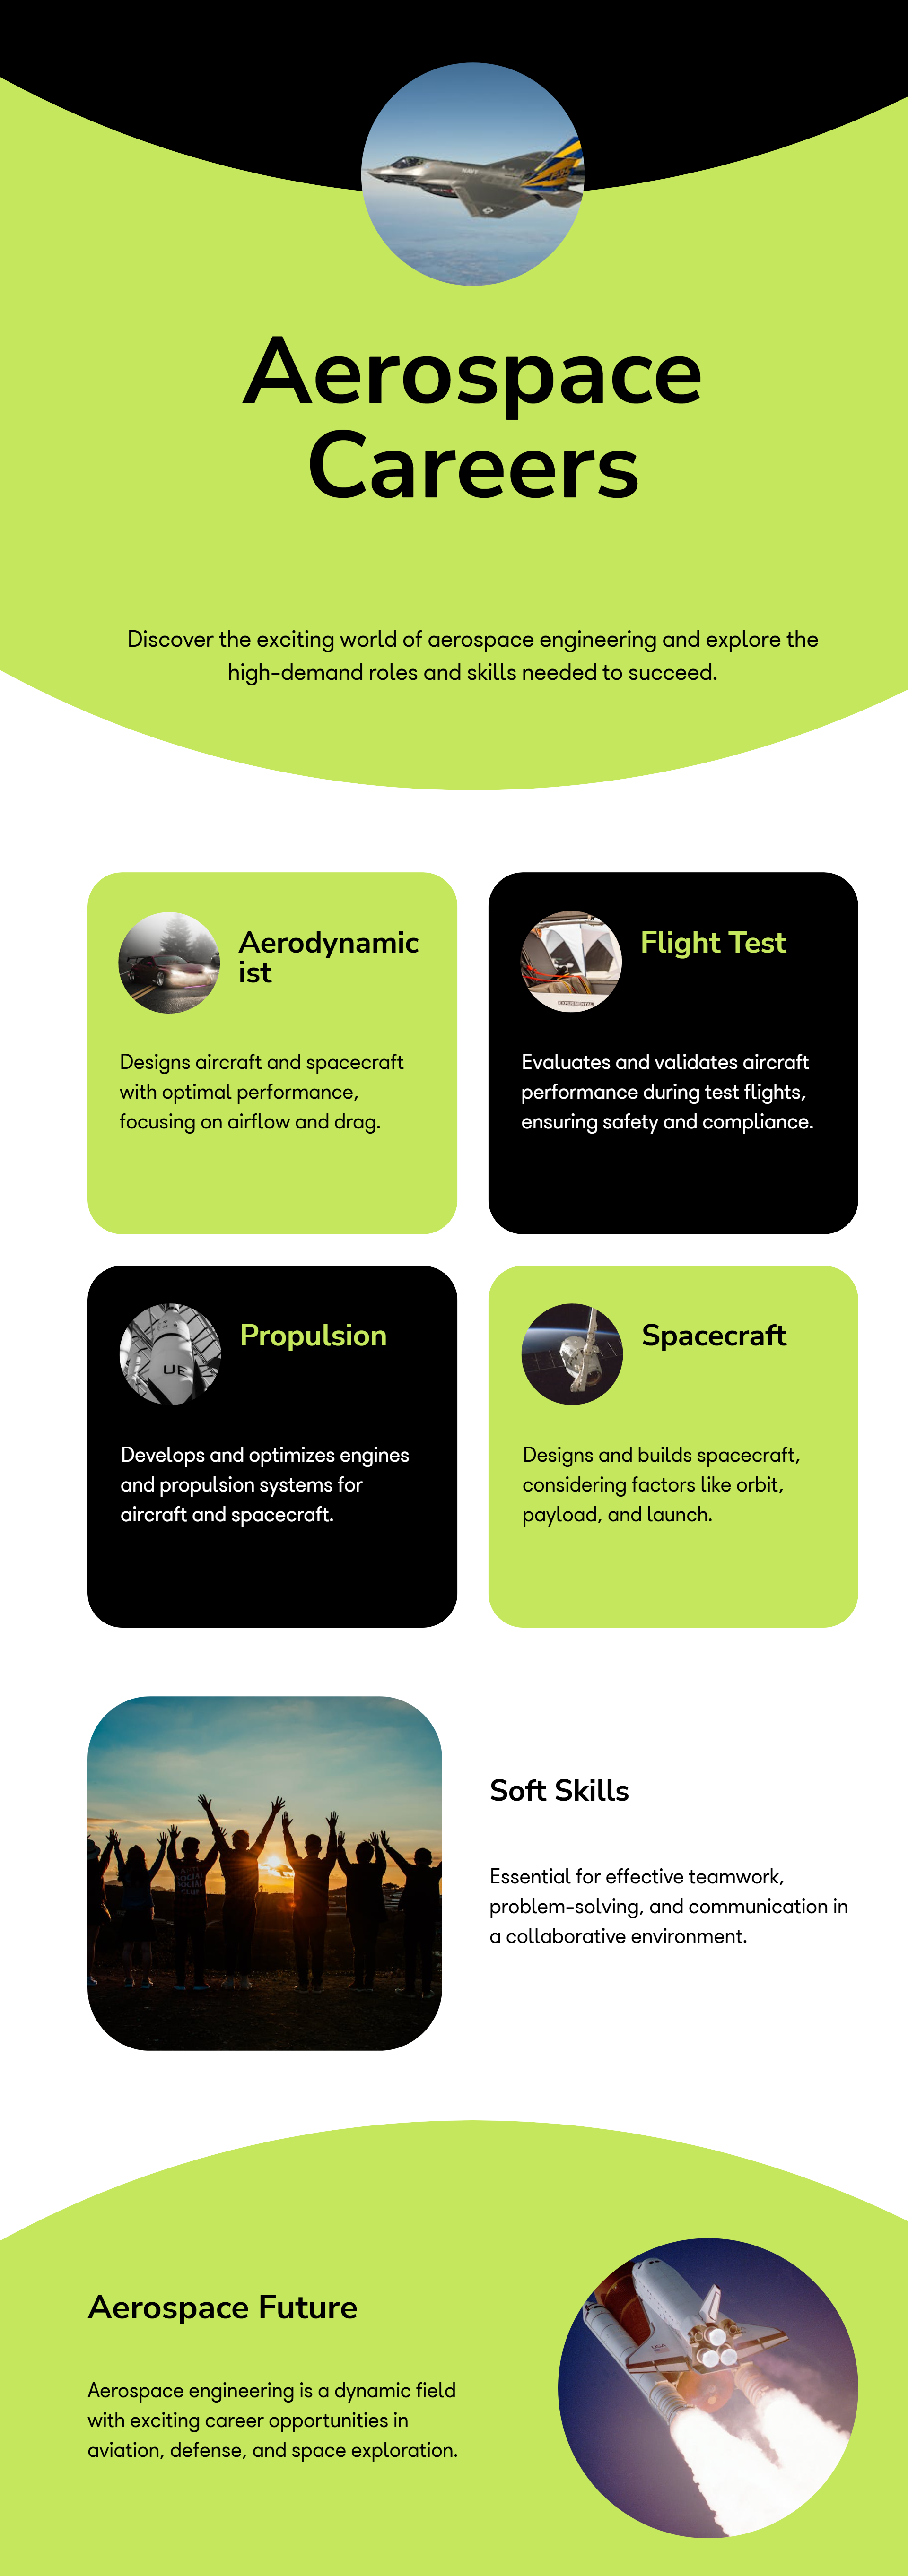 NAVY
Aerospace
Careers
Discover the exciting world of aerospace engineering and explore the
high-demand roles and skills needed to succeed.
Aerodynamic
ist
Designs aircraft and spacecraft
with optimal performance,
focusing on airflow and drag.
Flight Test
EXPERIMENTAL
Evaluates and validates aircraft
performance during test flights,
ensuring safety and compliance.
Propulsion
UE
Develops and optimizes engines
and propulsion systems for
aircraft and spacecraft.
Spacecraft
Designs and builds spacecraft,
considering factors like orbit,
payload, and launch.
Soft Skills
Essential for effective teamwork,
problem-solving, and communication in
a collaborative environment.
Aerospace Future
Aerospace engineering is a dynamic field
with exciting career opportunities in
aviation, defense, and space exploration.
USA